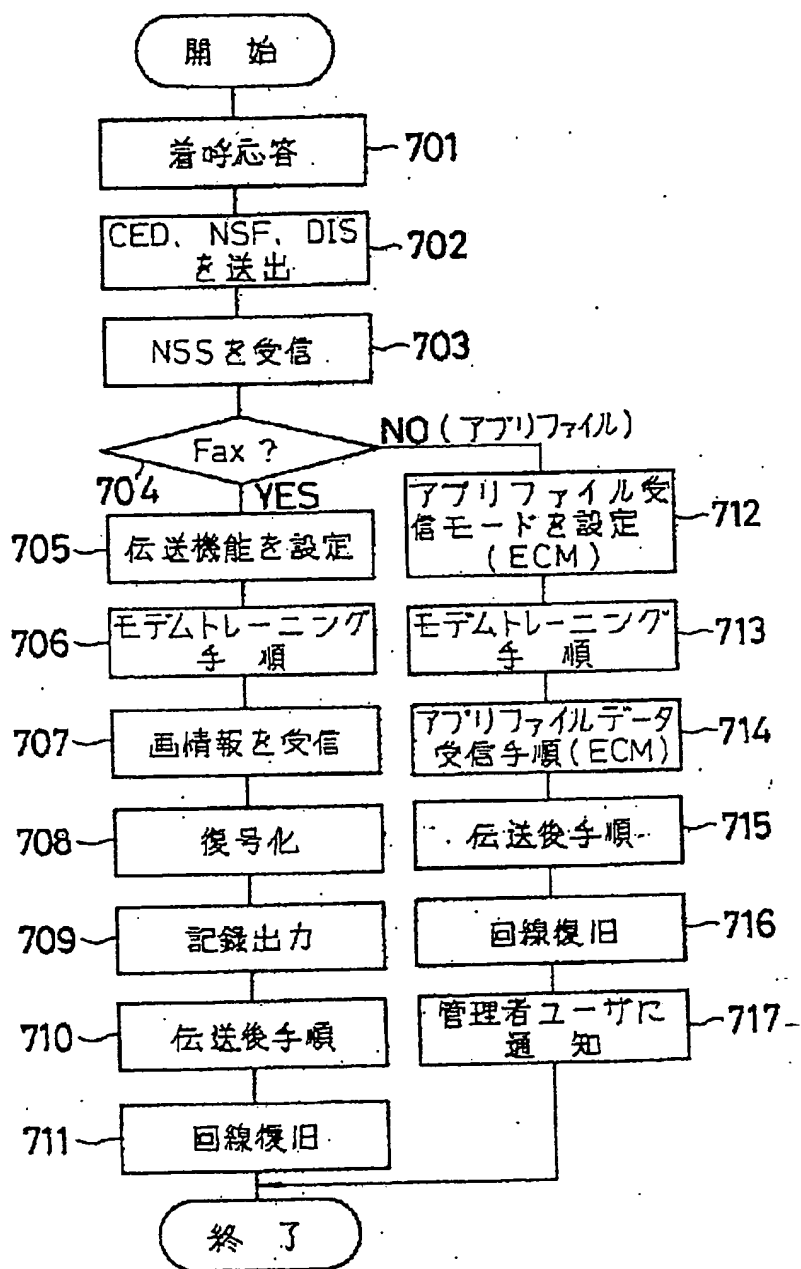 開 始
着呼応答
701
CED、NSF、DIS
を送出
702
NSSを受信
703
Fax?
704
NO(アプリファイル)
YES
伝送機能を設定
705
モデムトレーニング
手 順
706
画情報を受信
707
復号化
708
記録出力
709
伝送後手順
710
回線復旧
711
アプリファイル受
信モードを設定
(ECM)
712
モデムトレーニング
手 順
713
アプリファイルデータ
受信手順(ECM)
714
伝送後手順
715
回線復旧
716
管理者ユーザに
通 知
717
終 了